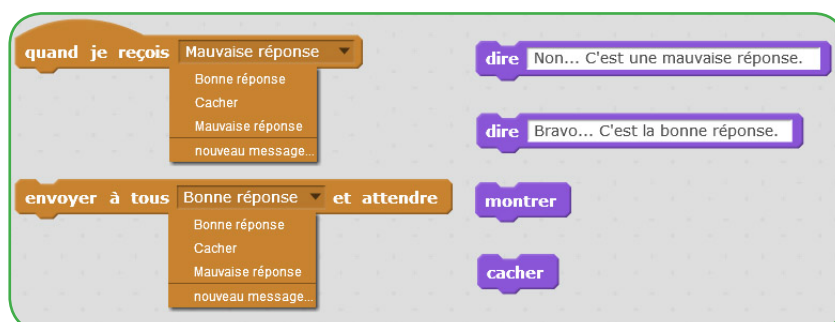 quand je reçois Mauvaise réponse
Bonne réponse
Cacher
Mauvaise réponse
nouveau message...
envoyer à tous Bonne réponse et attendre
Bonne réponse
Cacher
Mauvaise réponse
nouveau message...
dire Non... C'est une mauvaise réponse.
dire Bravo... C'est la bonne réponse.
montrer
cacher